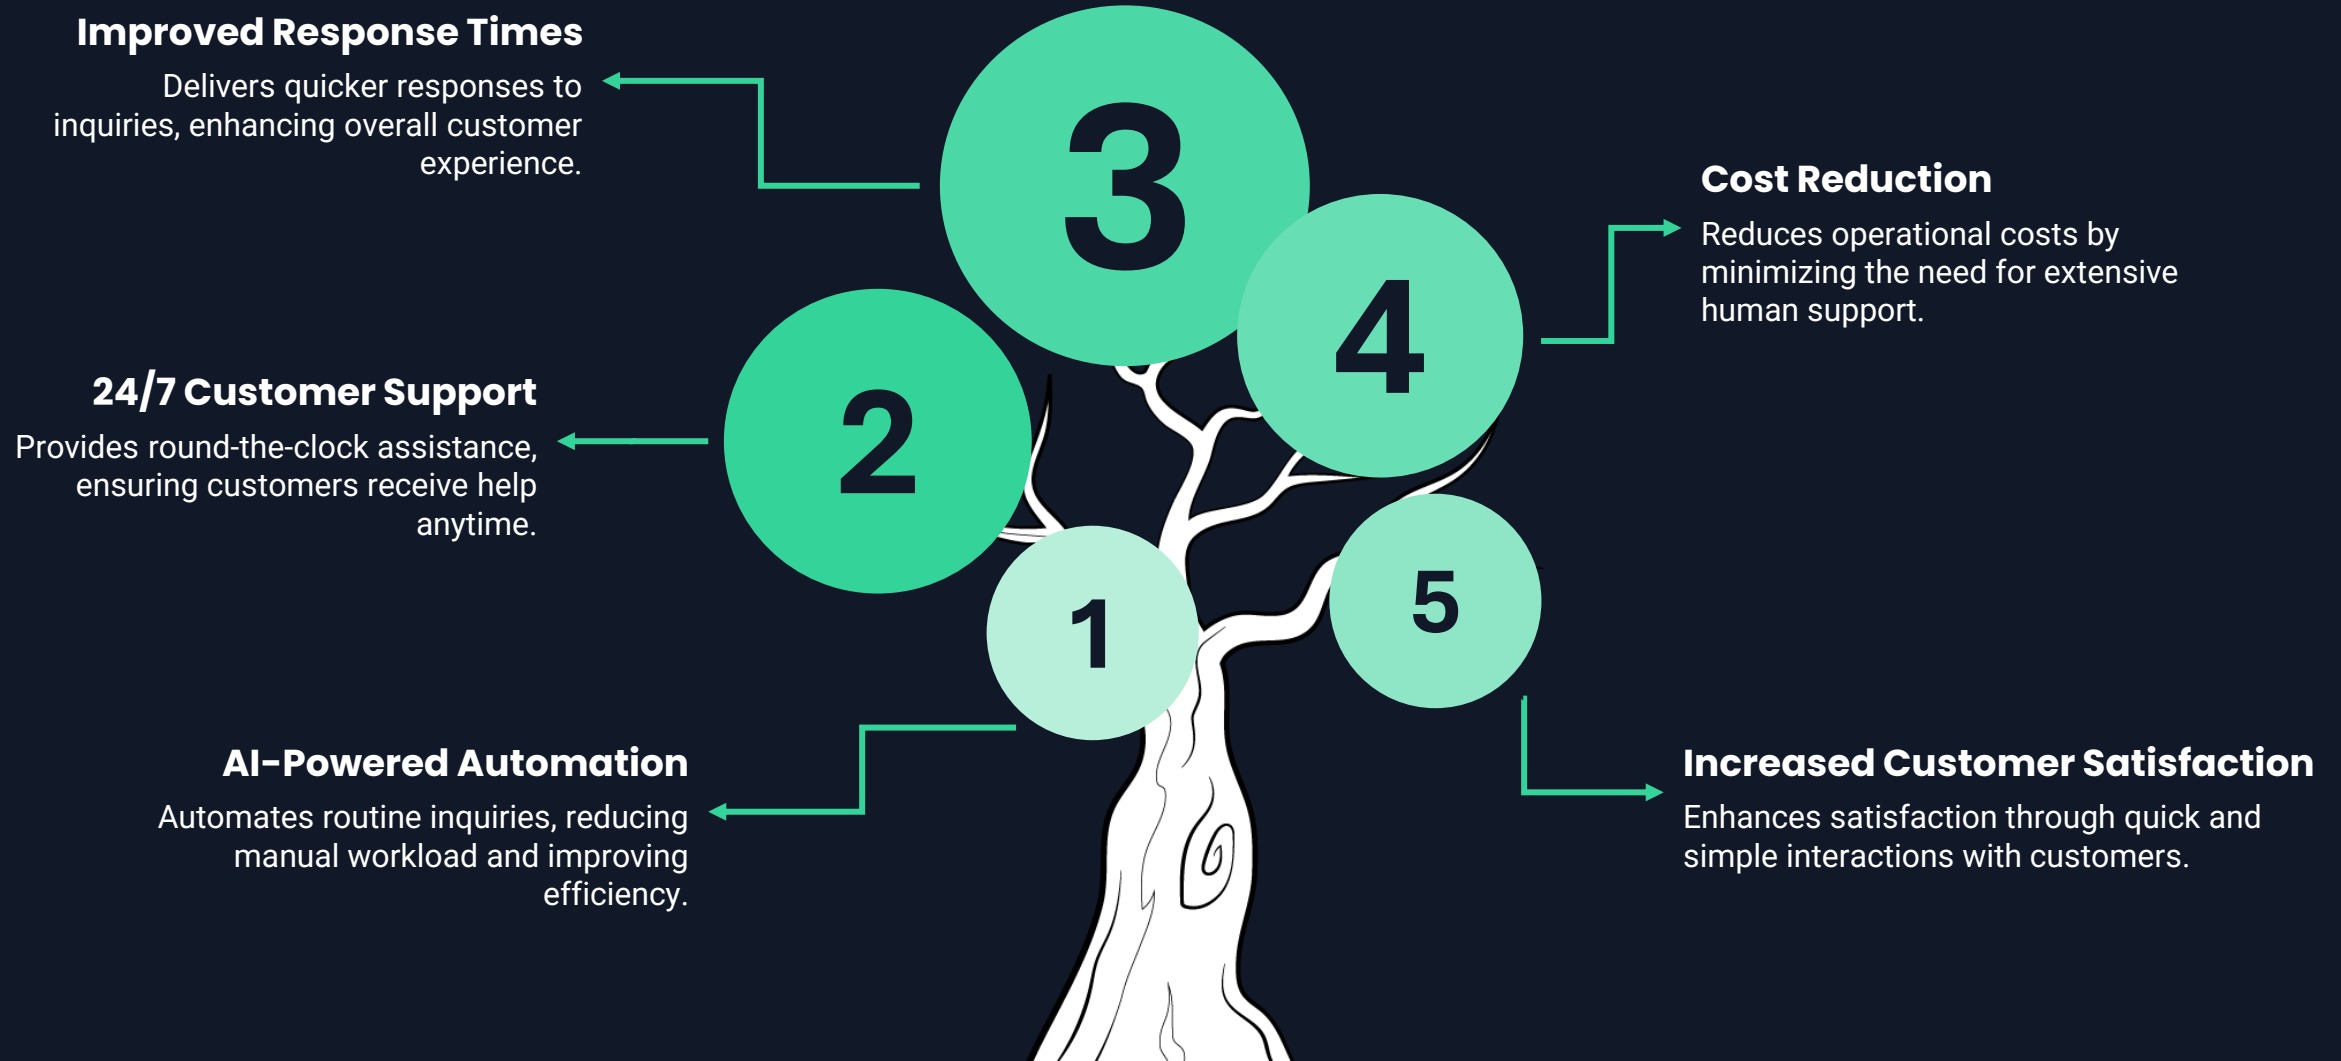 Improved Response Times
Delivers quicker responses to
inquiries, enhancing overall customer
experience.
3
Cost Reduction
Reduces operational costs by
minimizing the need for extensive
human support.
4
24/7 Customer Support
Provides round-the-clock assistance,
ensuring customers receive help
anytime.
2
1
5
AI-Powered Automation
Automates routine inquiries, reducing
manual workload and improving
efficiency.
Increased Customer Satisfaction
Enhances satisfaction through quick and
simple interactions with customers.